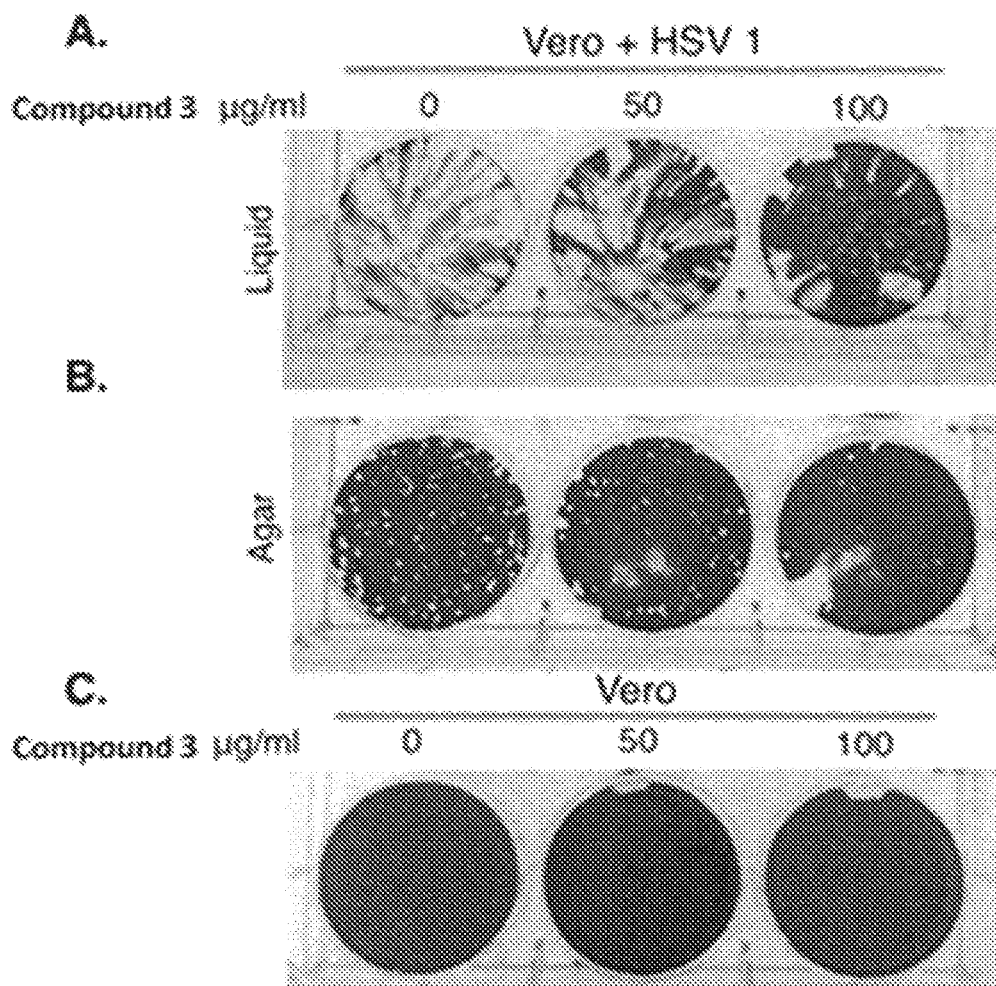 A.
Vero + HSV 1
Compound 3 μg/ml 0 50 100
Liquid
B.
Agar
C.
Vero
Compound 3 μg/ml 0 50 100